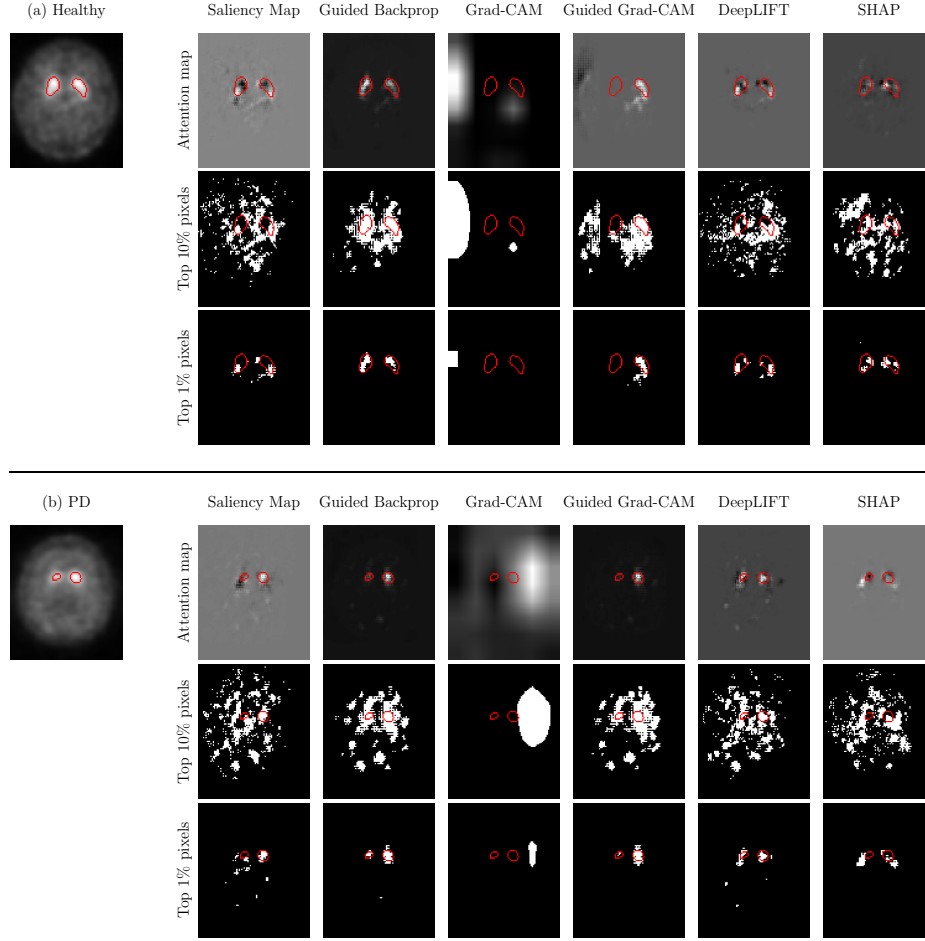 (a) Healthy
Saliency Map
Guided Backprop
Grad-CAM
Guided Grad-CAM
DeepLIFT
SHAP
Attention map
Top 10% pixels
Top 1% pixels
(b) PD
Saliency Map
Guided Backprop
Grad-CAM
Guided Grad-CAM
DeepLIFT
SHAP
Attention map
Top 10% pixels
Top 1% pixels